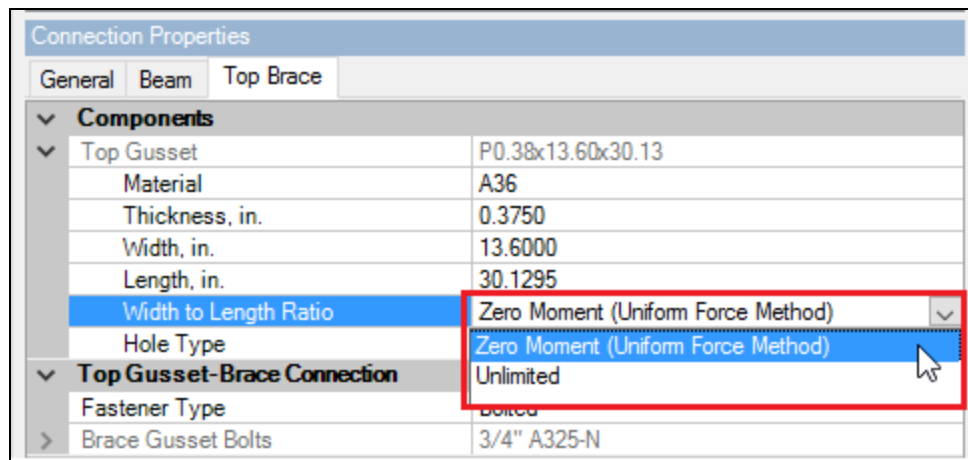 Connection Properties
General Beam Top Brace
Components
Top Gusset P0.38x13.60x30.13
Material A36
Thickness, in. 0.3750
Width, in. 13.6000
Length, in. 30.1295
Width to Length Ratio Zero Moment (Uniform Force Method)
Hole Type Zero Moment (Uniform Force Method)
Unlimited
Top Gusset-Brace Connection
Fastener Type Bolted
Brace Gusset Bolts 3/4" A325-N